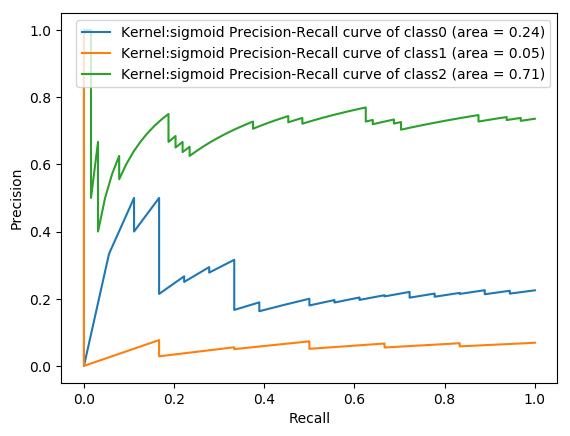 Kernel:sigmoid Precision-Recall curve of class0 (area = 0.24)
Kernel:sigmoid Precision-Recall curve of class1 (area = 0.05)
Kernel:sigmoid Precision-Recall curve of class2 (area = 0.71)
1.0
0.8
0.6
0.4
0.2
0.0
Precision
0.0 0.2 0.4 0.6 0.8 1.0
Recall